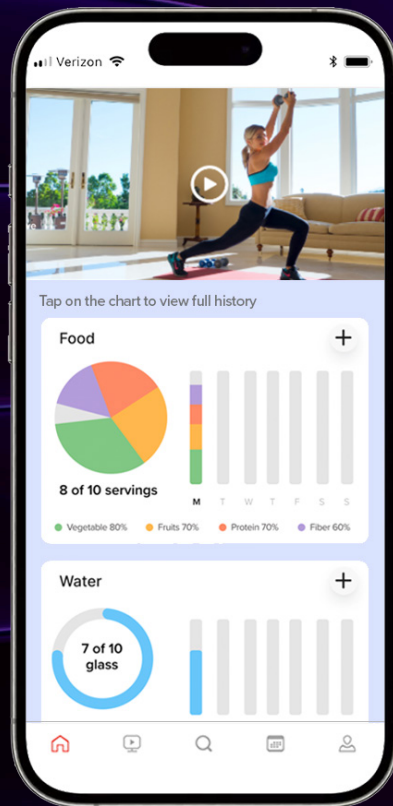 Verizon
Tap on the chart to view full history
Food
+
8 of 10 servings
M T W T F S S
Vegetable 80% Fruits 70% Protein 70% Fiber 60%
Water
+
7 of 10
glass